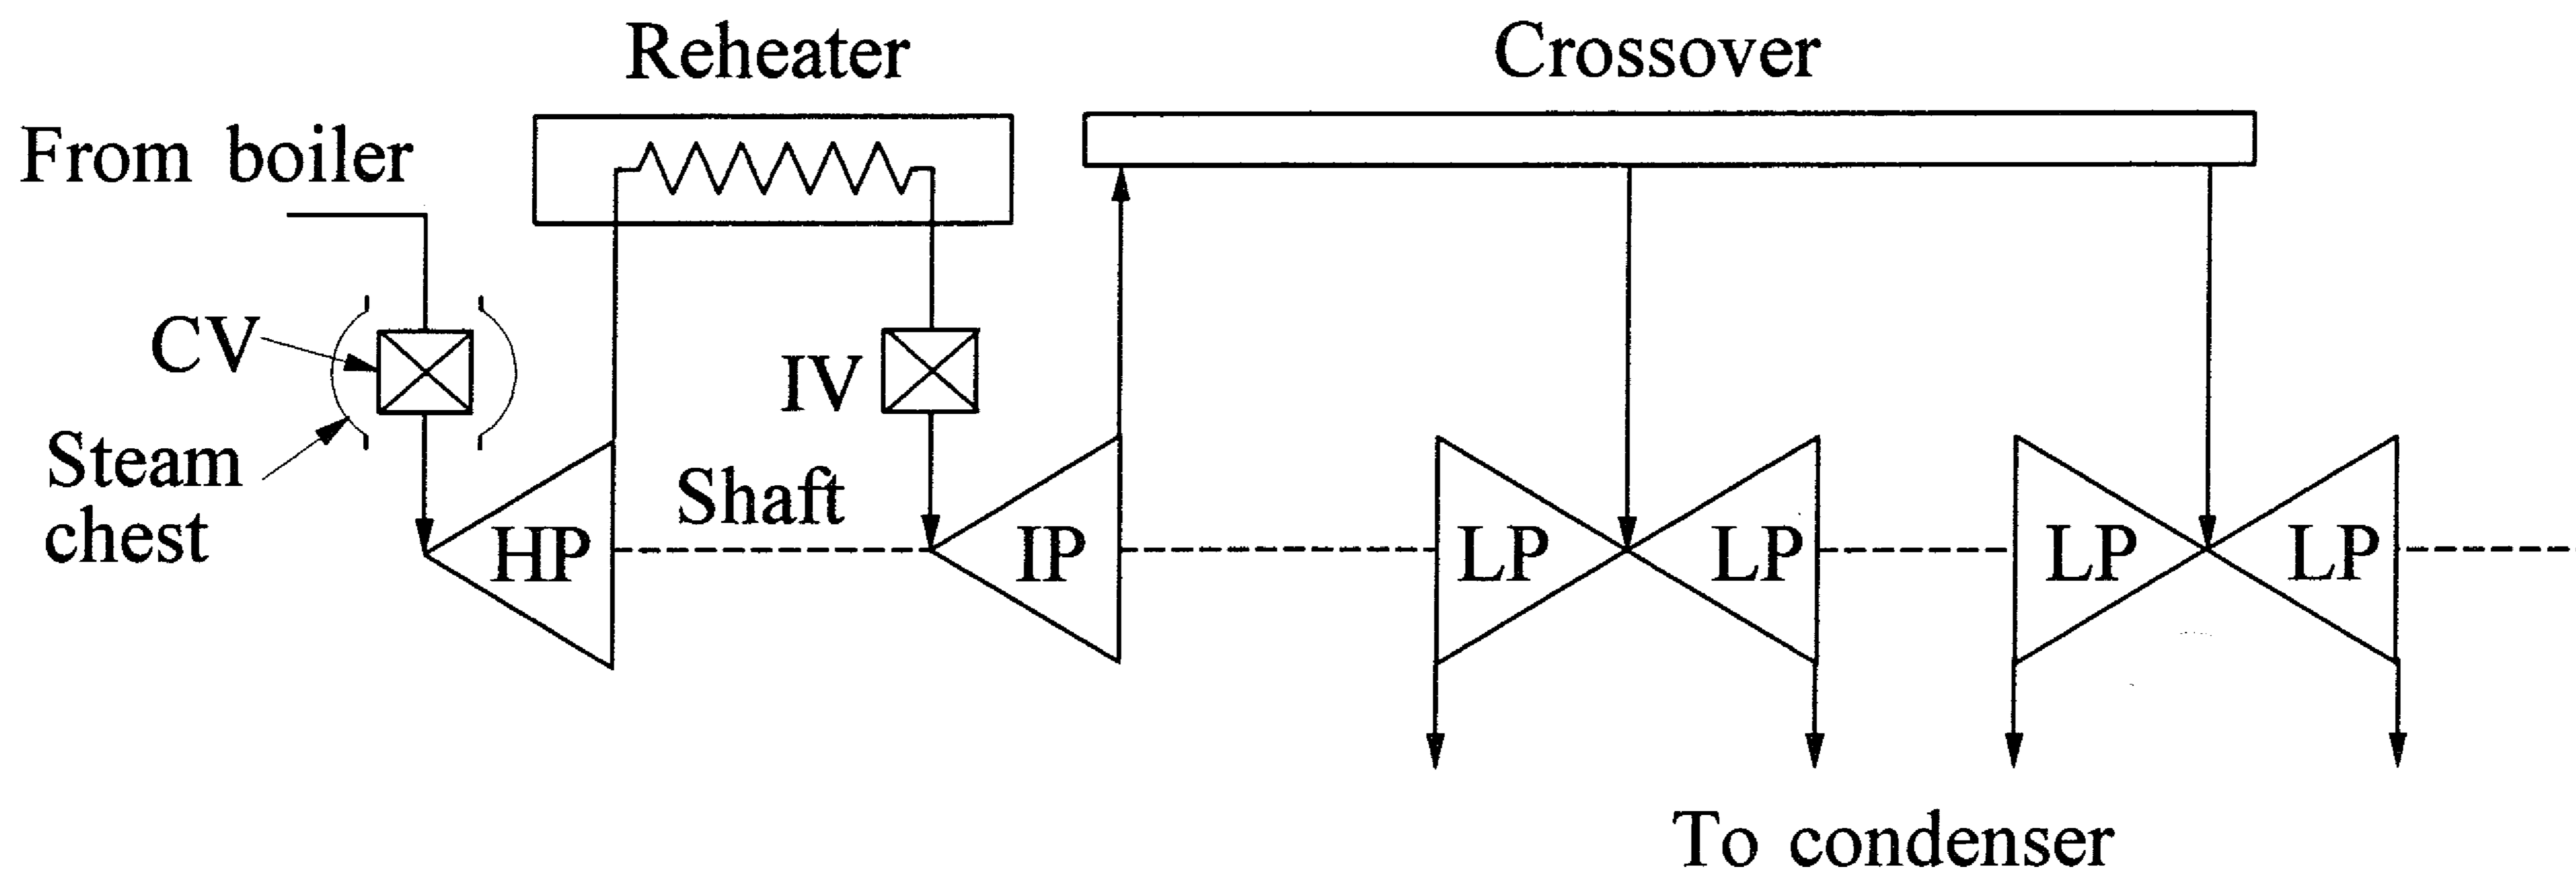 Reheater
Crossover
From boiler
CV
IV
Steam
chest
Shaft
HP
IP
LP
LP
LP
LP
To condenser